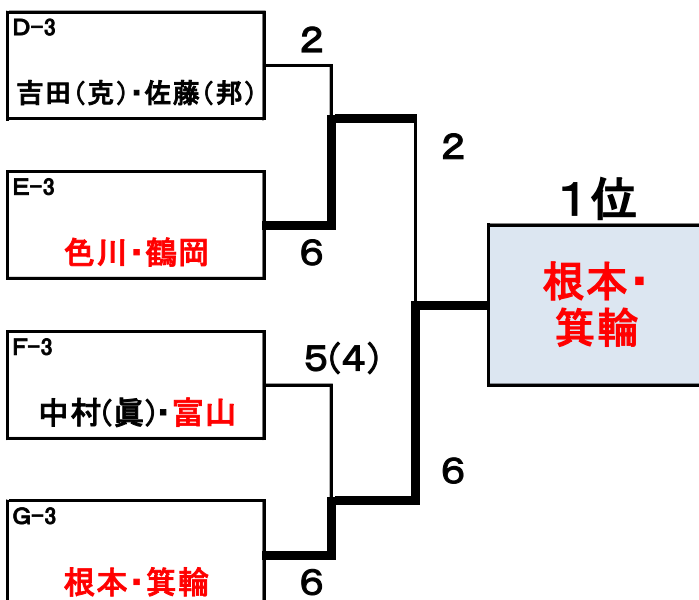 D-3
吉田(克)・佐藤(邦)
2
E-3
色川・鶴岡
6
2
F-3
中村(眞)・富山
5(4)
G-3
根本・箕輪
6
6
1位
根本・
箕輪